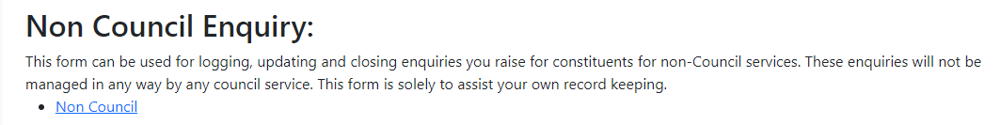 Non Council Enquiry:
This form can be used for logging, updating and closing enquiries you raise for constituents for non-Council services. These enquiries will not be
managed in any way by any council service. This form is solely to assist your own record keeping.
• Non Council